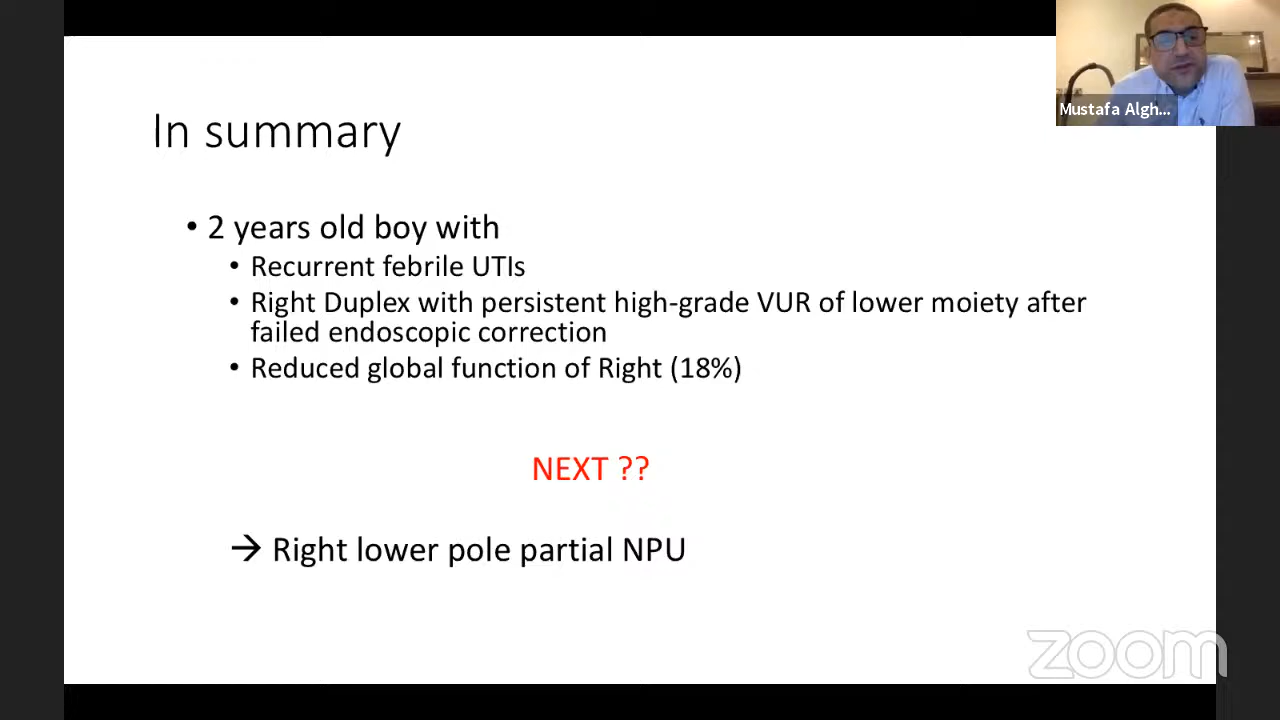 In summary
• 2 years old boy with
• Recurrent febrile UTIs
• Right Duplex with persistent high-grade VUR of lower moiety after
failed endoscopic correction
• Reduced global function of Right (18%)
NEXT ??
→ Right lower pole partial NPU
Mustafa Algh...
zoom